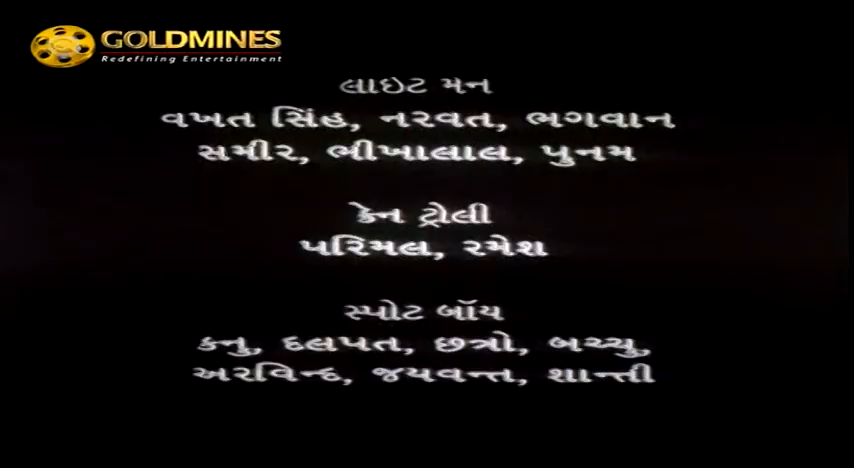 GOLDMINES
Redefining Entertainment
લાઇટ મન
વખત સિંહ, નરવત, ભગવાન
સમીર, ભીખાલાલ, પુનમ
ક્રેન ટ્રોલી
પરિમલ, રમેશ
સ્પોટ બૉય
કનુ, દલપત, છત્રો, બચ્ચુ,
અરવિન્દ, જયવન્ત, શાન્તી